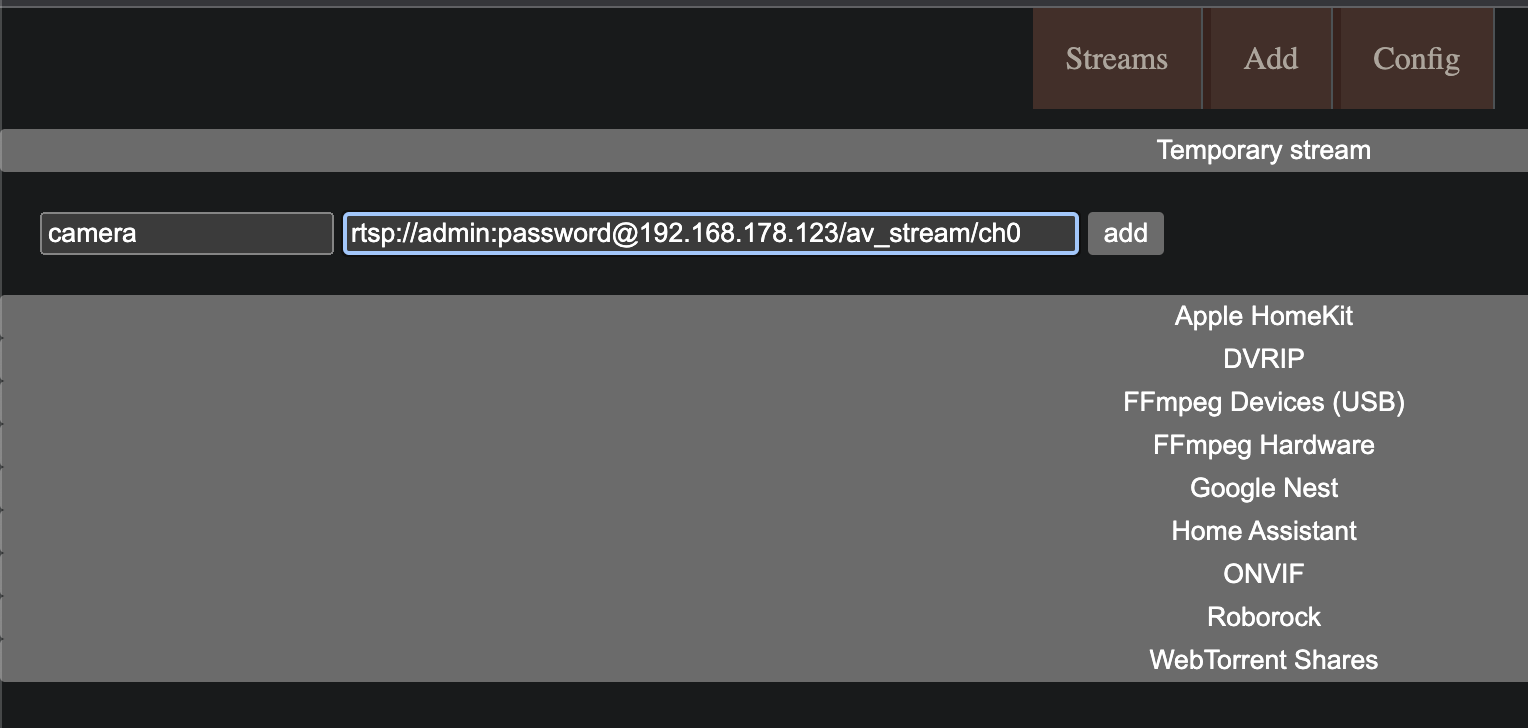 Streams Add Config
Temporary stream
camera rtsp://admin:password@192.168.178.123/av_stream/ch0 add
Apple HomeKit
DVRIP
FFmpeg Devices (USB)
FFmpeg Hardware
Google Nest
Home Assistant
ONVIF
Roborock
WebTorrent Shares